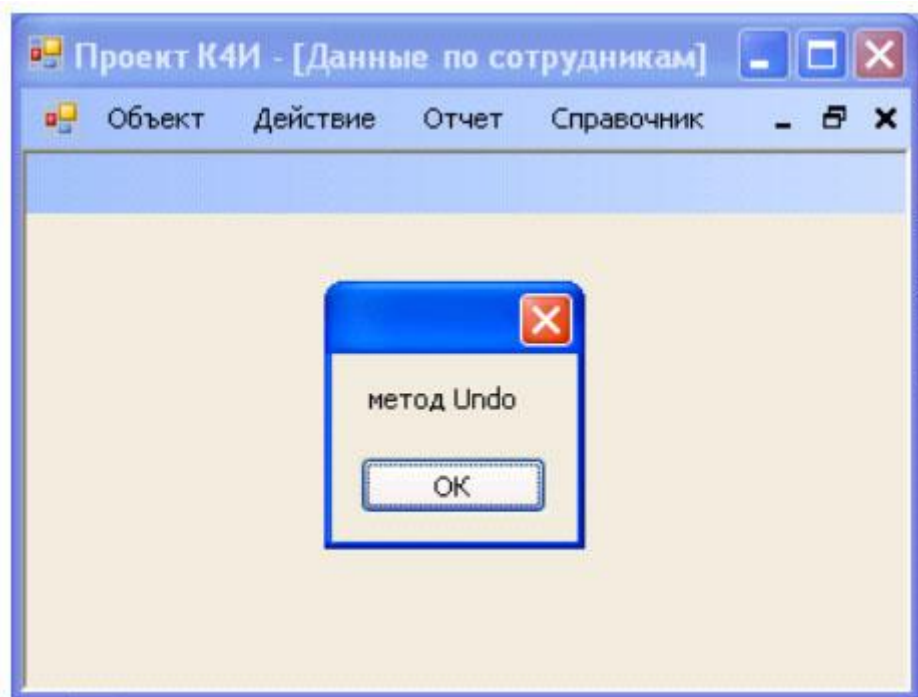 Проект К4И - [Данные по сотрудникам]
Объект Действие Отчет Справочник
метод Undo
OK